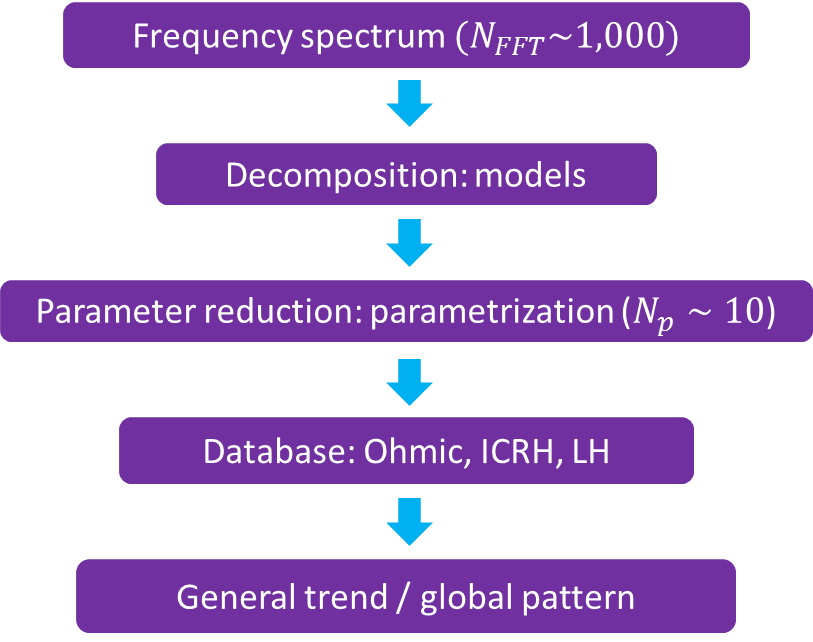 Frequency spectrum (N_{FFT}~1,000)
Decomposition: models
Parameter reduction: parametrization (N_p ~ 10)
Database: Ohmic, ICRH, LH
General trend / global pattern